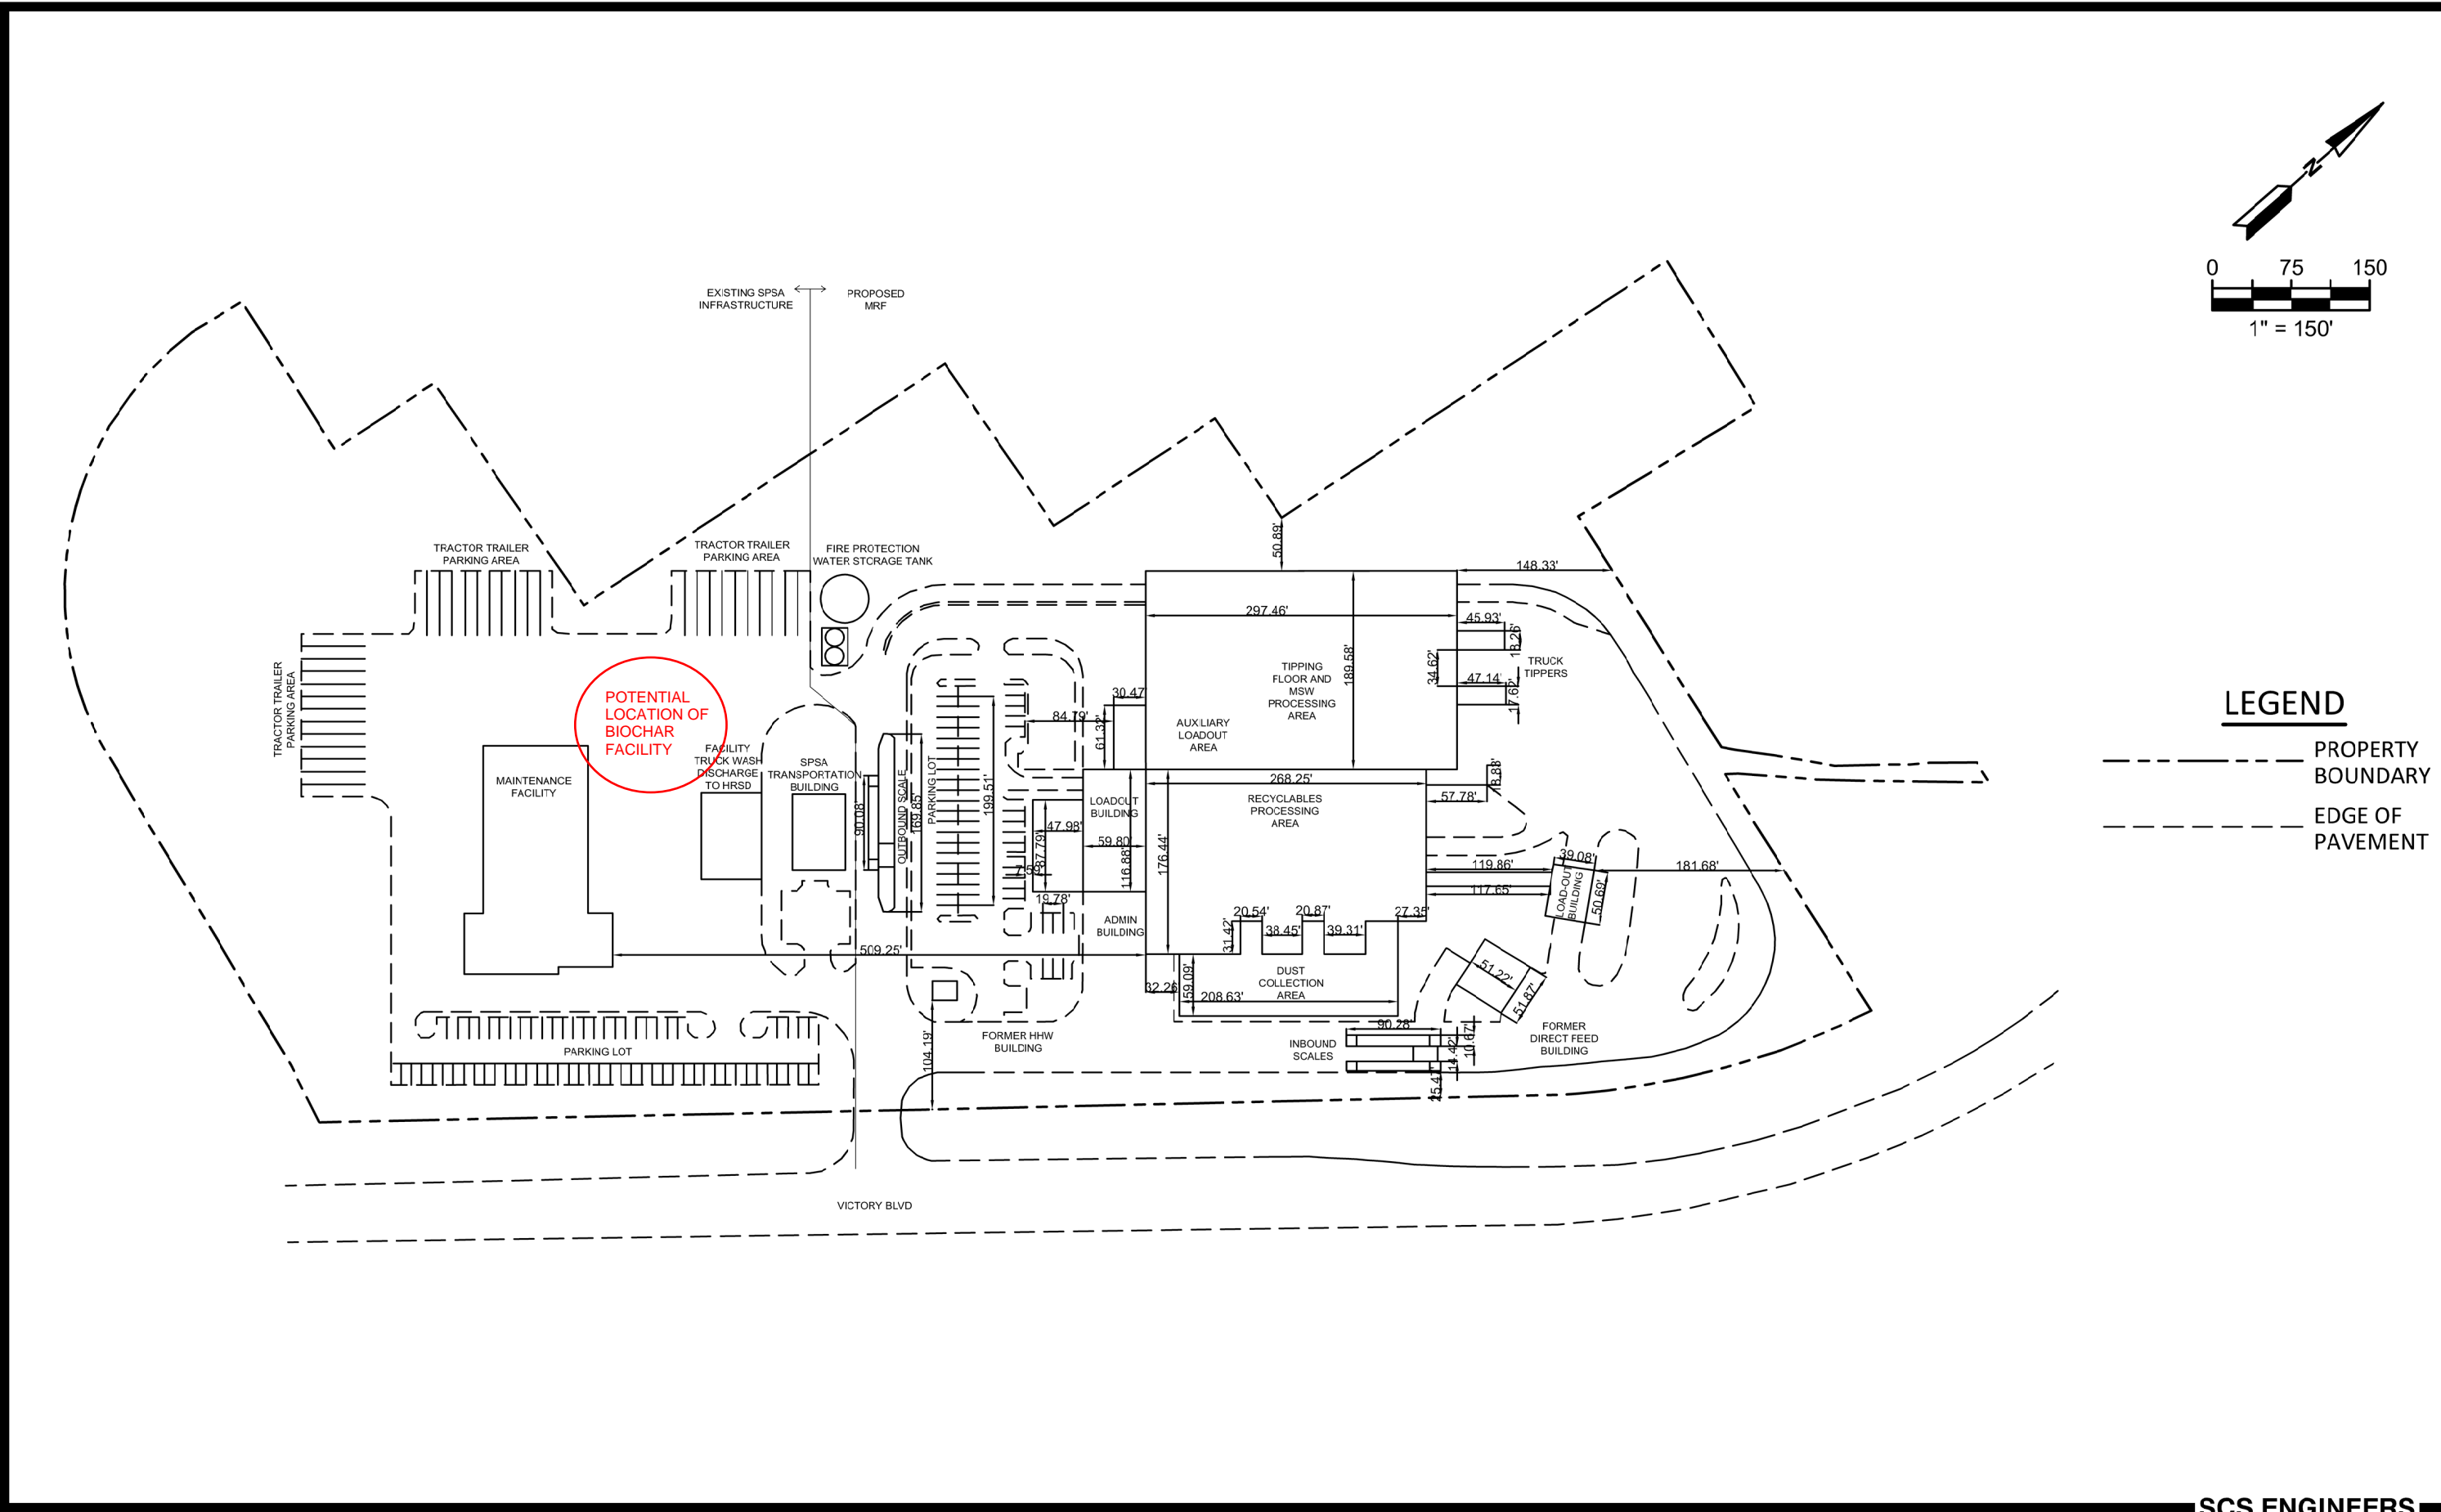 EXISTING SPSA
INFRASTRUCTURE
PROPOSED
MRF
N
0 75 150
1" = 150'
TRACTOR TRAILER
PARKING AREA
TRACTOR TRAILER
PARKING AREA
FIRE PROTECTION
WATER STORAGE TANK
50.89'
148.33'
297.46'
45.93'
18.26'
TRACTOR TRAILER
PARKING AREA
POTENTIAL
LOCATION OF
BIOCHAR
FACILITY
189.58'
TIPPING
FLOOR AND
MSW
PROCESSING
AREA
34.62'
TRUCK
TIPPERS
47.14'
17.62'
30.47'
84.79'
61.32'
AUXILIARY
LOADOUT
AREA
LEGEND
PROPERTY
BOUNDARY
EDGE OF
PAVEMENT
MAINTENANCE
FACILITY
FACILITY
TRUCK WASH
DISCHARGE
TO HRSD
SPSA
TRANSPORTATION
BUILDING
90.08'
OUTBOUND SCALE
169.85'
PARKING LOT
199.51'
LOADOUT
BUILDING
268.25'
RECYCLABLES
PROCESSING
AREA
18.83'
57.78'
47.98'
87.79'
59.80'
116.88'
176.44'
7.59'
19.78'
119.86'
117.65'
39.08'
LOAD-OUT
BUILDING
50.69'
181.68'
ADMIN
BUILDING
20.54'
20.87'
27.35'
31.42'
38.45'
39.31'
509.25'
32.26'
59.09'
208.63'
DUST
COLLECTION
AREA
51.22'
51.87'
104.19'
FORMER HHW
BUILDING
90.28'
INBOUND
SCALES
14.42'
10.67'
25.47'
FORMER
DIRECT FEED
BUILDING
PARKING LOT
VICTORY BLVD
SCS ENGINEERS